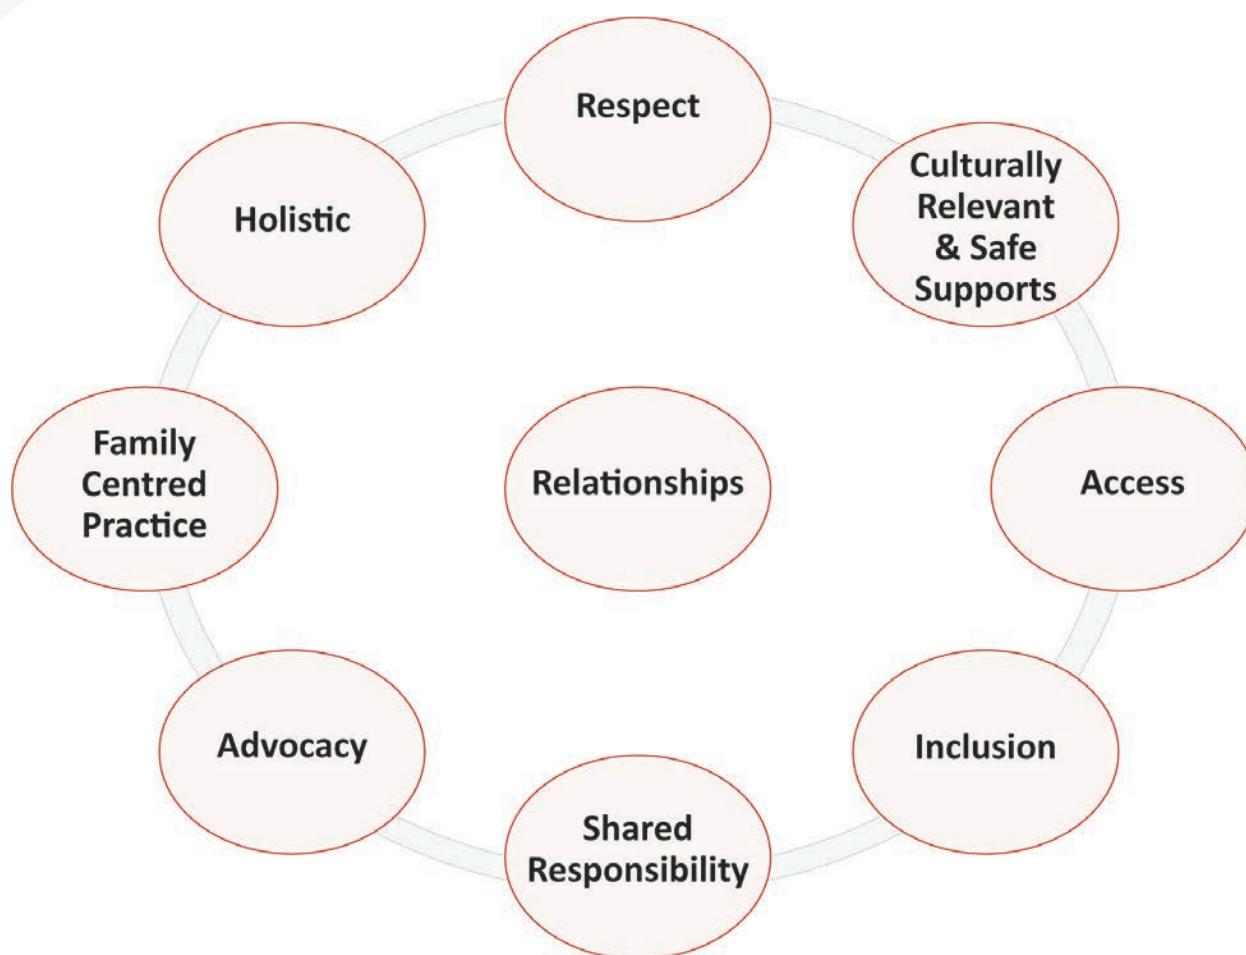 Respect
Culturally
Relevant
& Safe
Supports
Holistic
Family
Centred
Practice
Relationships
Access
Advocacy
Inclusion
Shared
Responsibility